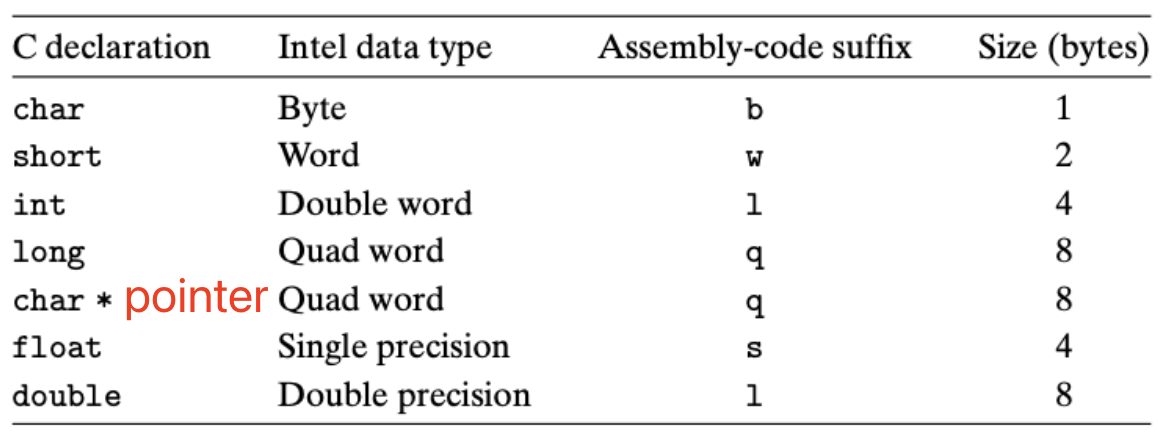 C declaration Intel data type Assembly-code suffix Size (bytes)
char Byte b 1
short Word w 2
int Double word l 4
long Quad word q 8
char * pointer Quad word q 8
float Single precision s 4
double Double precision l 8